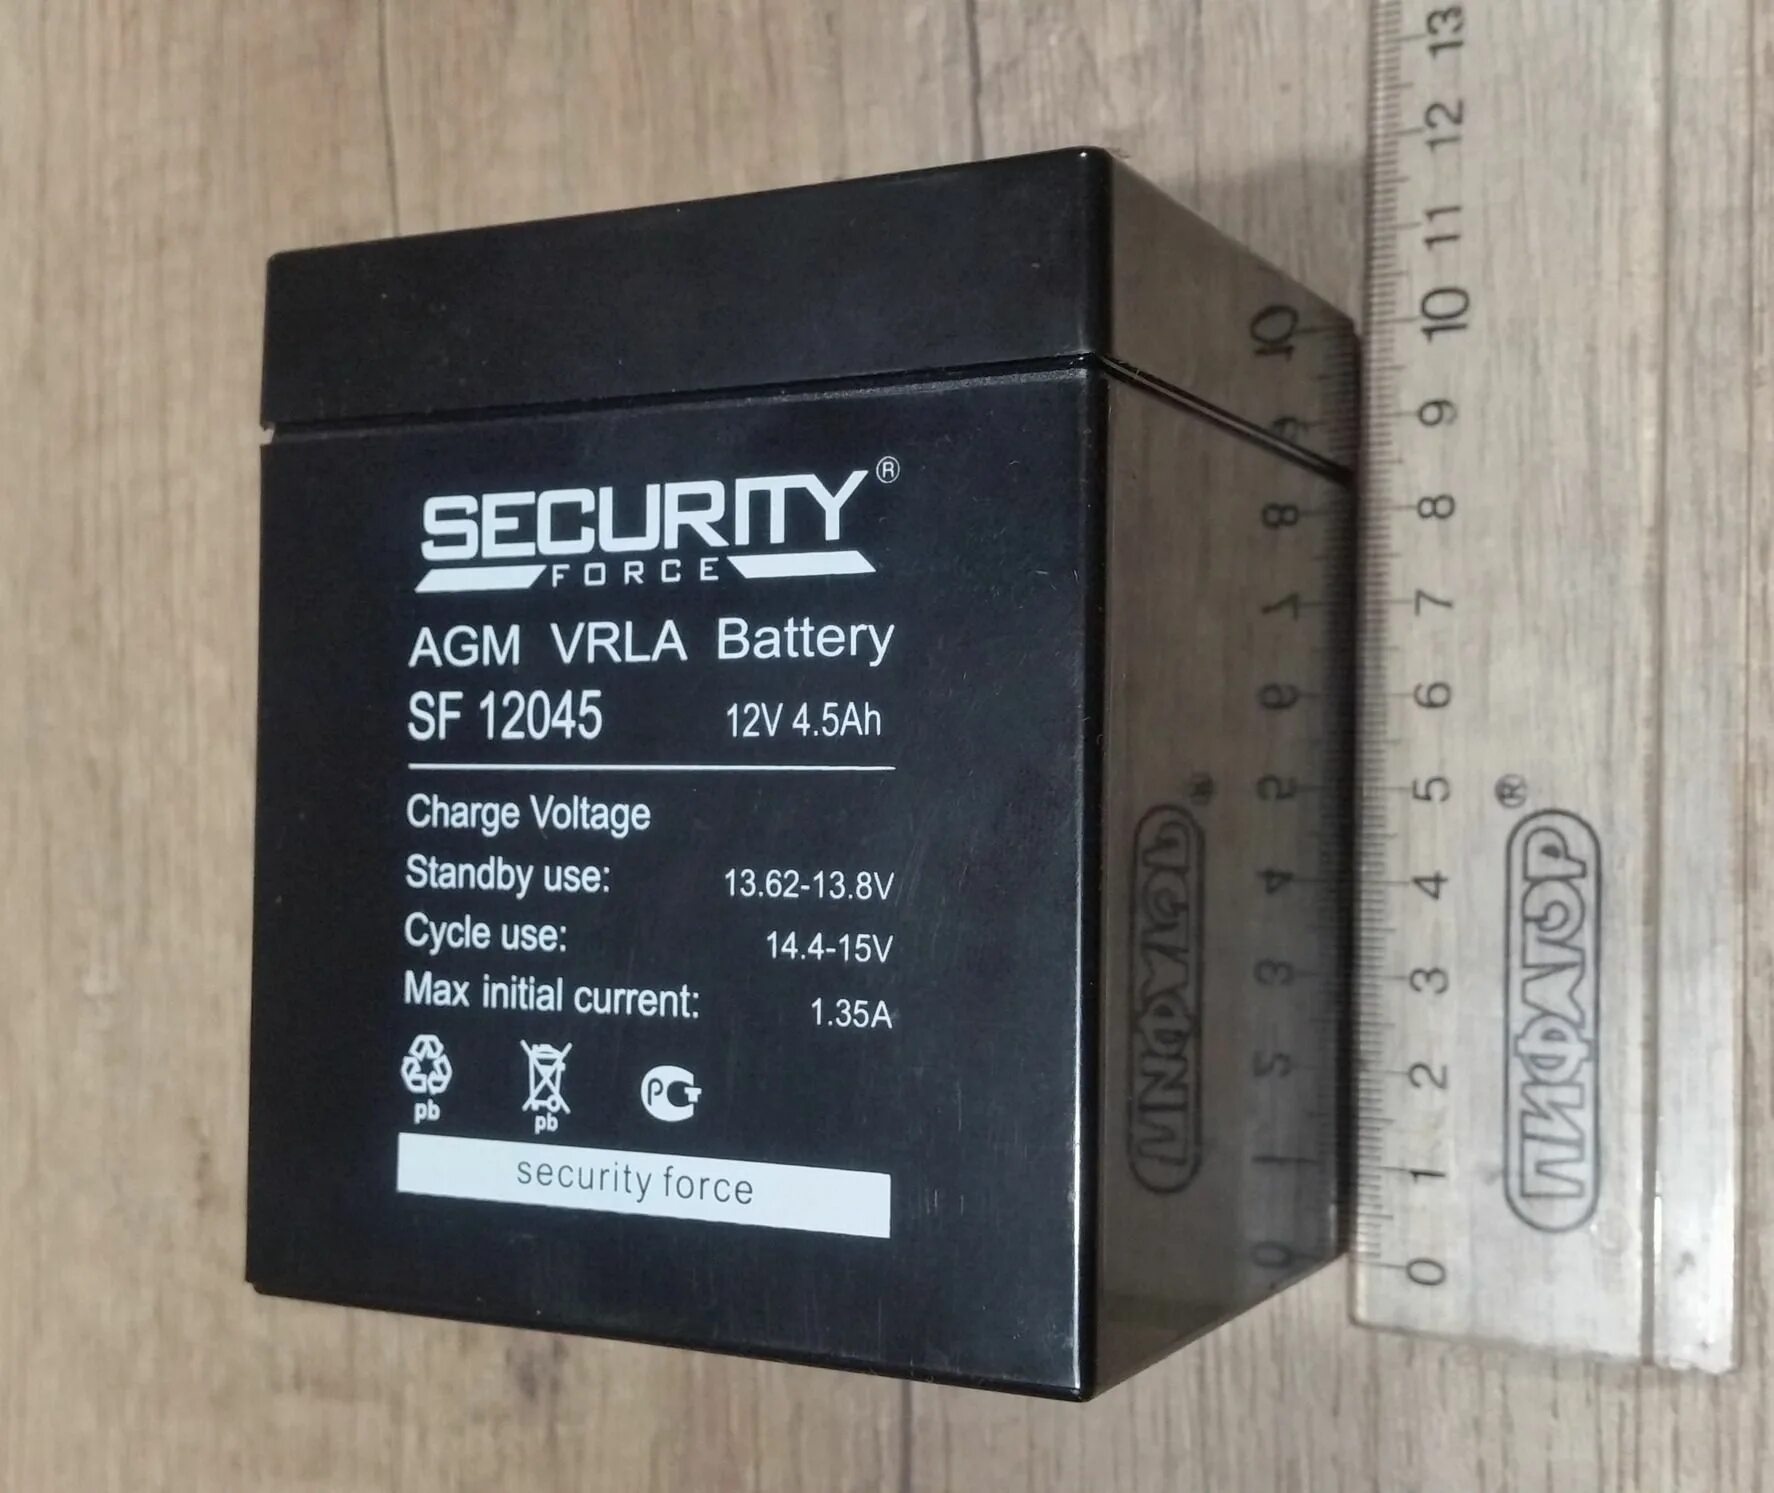 SECURITY®
FORCE
AGM VRLA Battery
SF 12045 12V 4.5Ah
Charge Voltage
Standby use: 13.62-13.8V
Cycle use: 14.4-15V
Max initial current: 1.35A
pb pb РСТ
security force
13
12
11
10
9
8
7
6
5
4
3
2
1
0
ПИФАГОР®